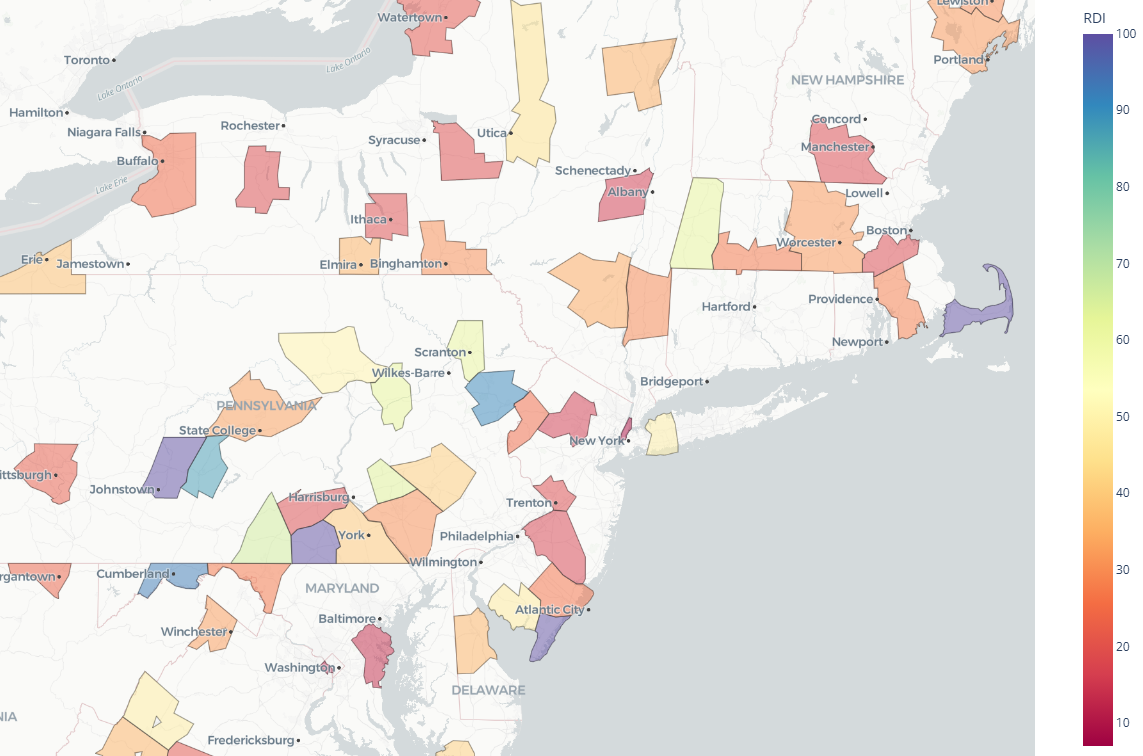 Lewiston
Watertown
RDI
100
Toronto
Lake Ontario
Lake Ontario
Portland
NEW HAMPSHIRE
90
Hamilton
Niagara Falls
Rochester
Syracuse
Utica
Concord
Manchester
Buffalo
Schenectady
80
Lake Erie
Albany
Lowell
Ithaca
Boston
Worcester
70
Erie
Jamestown
Elmira
Binghamton
Hartford
Providence
60
Newport
Scranton
Wilkes-Barre
Bridgeport
PENNSYLVANIA
50
State College
New York
ittsburgh
Johnstown
40
Harrisburg
Trenton
York
Philadelphia
Wilmington
30
rgantown
Cumberland
MARYLAND
Atlantic City
Baltimore
Winchester
20
Washington
DELAWARE
NIA
10
Fredericksburg